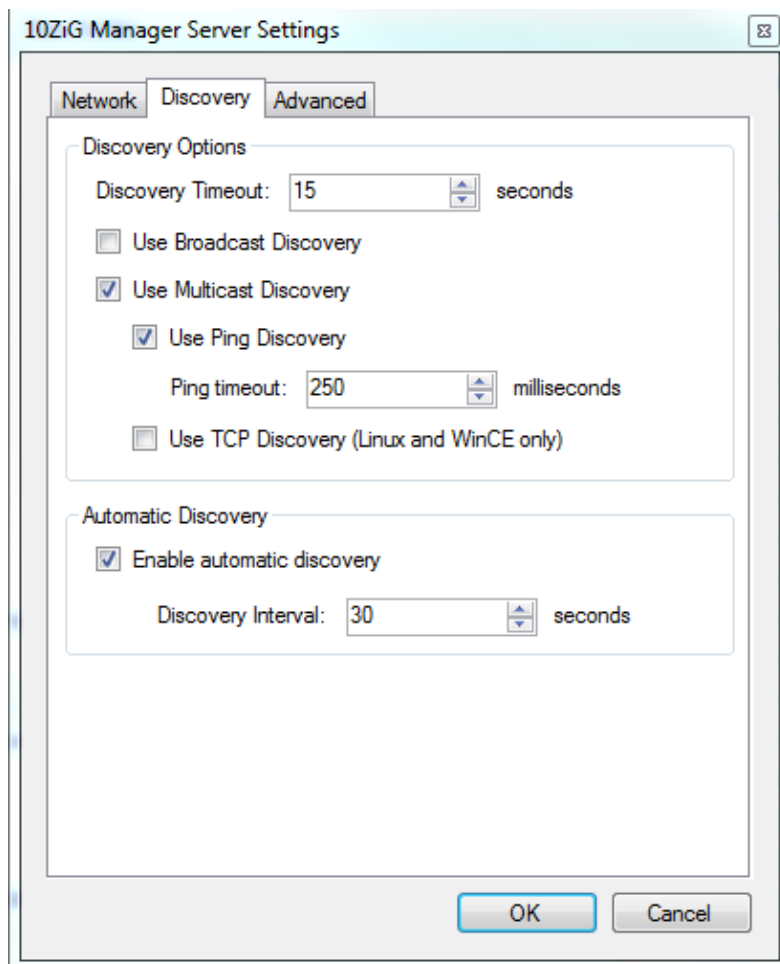 10ZiG Manager Server Settings
Network Discovery Advanced
Discovery Options
Discovery Timeout: 15 seconds
Use Broadcast Discovery
Use Multicast Discovery
Use Ping Discovery
Ping timeout: 250 milliseconds
Use TCP Discovery (Linux and WinCE only)
Automatic Discovery
Enable automatic discovery
Discovery Interval: 30 seconds
OK Cancel